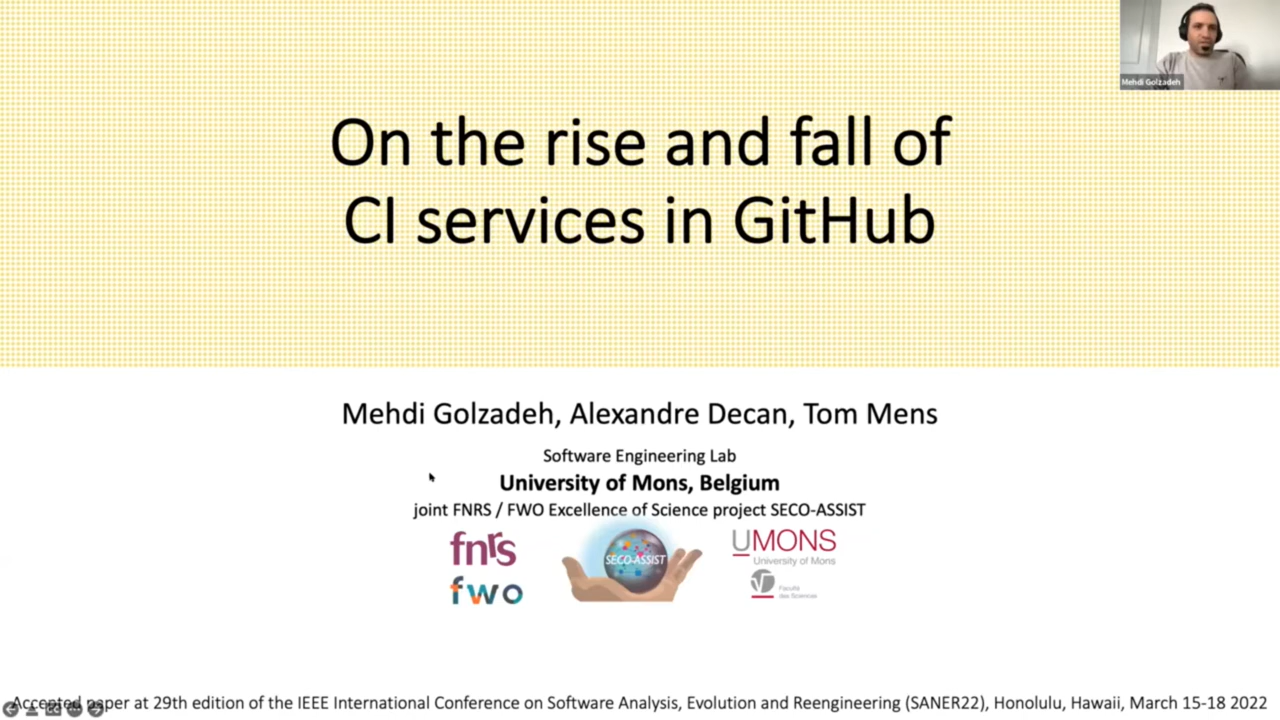 Mehdi Golzadeh
On the rise and fall of
CI services in GitHub
Mehdi Golzadeh, Alexandre Decan, Tom Mens
Software Engineering Lab
University of Mons, Belgium
joint FNRS / FWO Excellence of Science project SECO-ASSIST
fnrs
fwo
SECO-ASSIST
UMONS
University of Mons
Faculté
des Sciences
Accepted paper at 29th edition of the IEEE International Conference on Software Analysis, Evolution and Reengineering (SANER22), Honolulu, Hawaii, March 15-18 2022